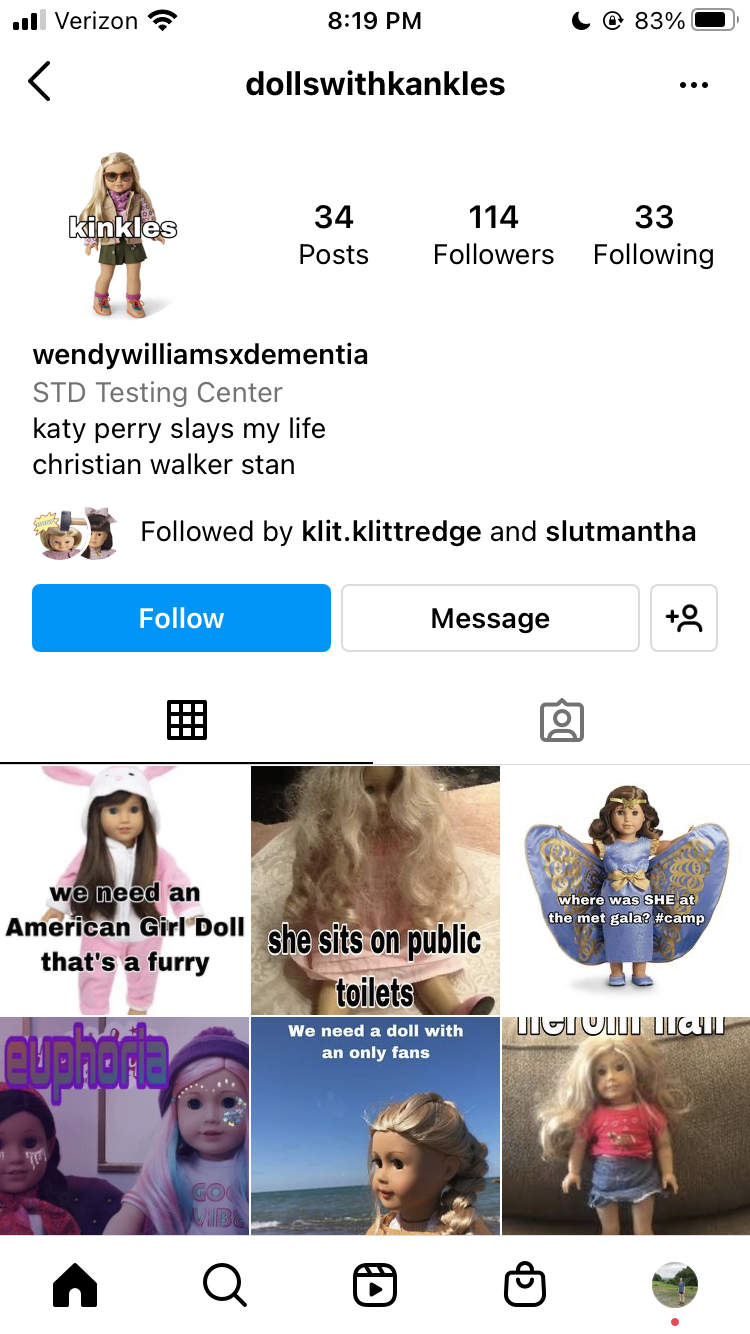 Verizon 8:19 PM 83%
dollswithkankles
kinkles
34 114 33
Posts Followers Following
wendywilliamsxdementia
STD Testing Center
katy perry slays my life
christian walker stan
Followed by klit.klittredge and slutmantha
Follow Message
we need an
American Girl Doll
that's a furry
she sits on public
toilets
where was SHE at
the met gala? #camp
euphoria
GOO
VIBE
We need a doll with
an only fans